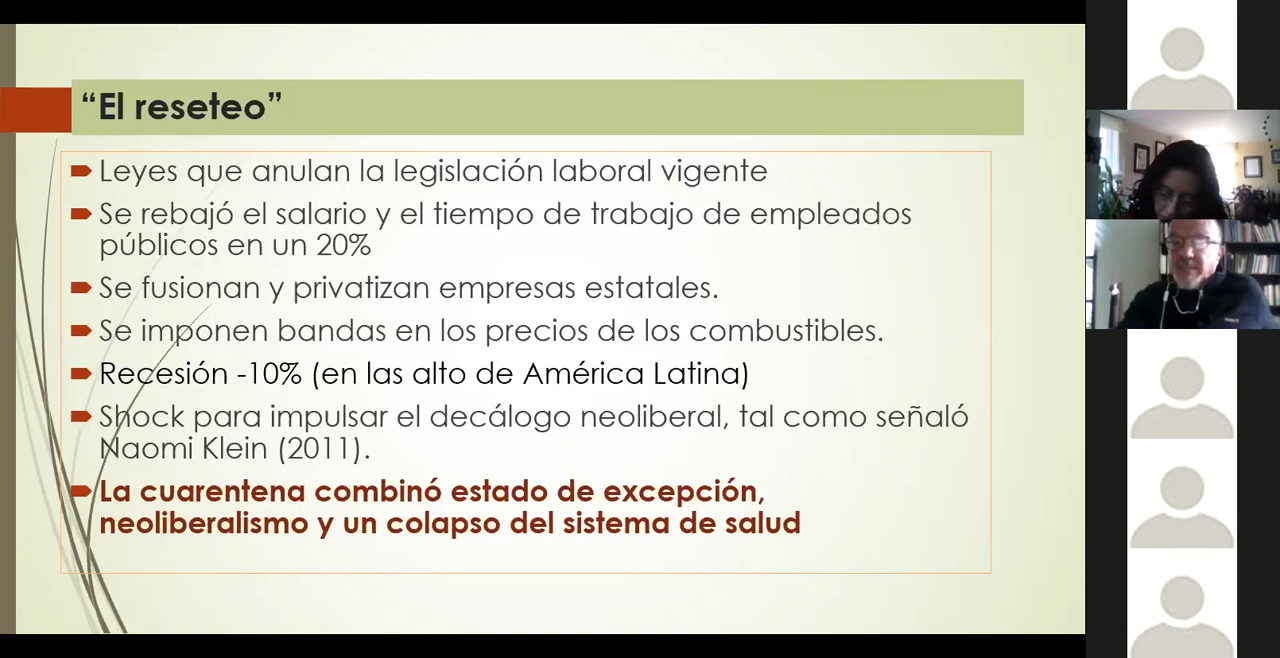 “El reseteo”
Leyes que anulan la legislación laboral vigente
Se rebajó el salario y el tiempo de trabajo de empleados
públicos en un 20%
Se fusionan y privatizan empresas estatales.
Se imponen bandas en los precios de los combustibles.
Recesión -10% (en las alto de América Latina)
Shock para impulsar el decálogo neoliberal, tal como señaló
Naomi Klein (2011).
La cuarentena combinó estado de excepción,
neoliberalismo y un colapso del sistema de salud